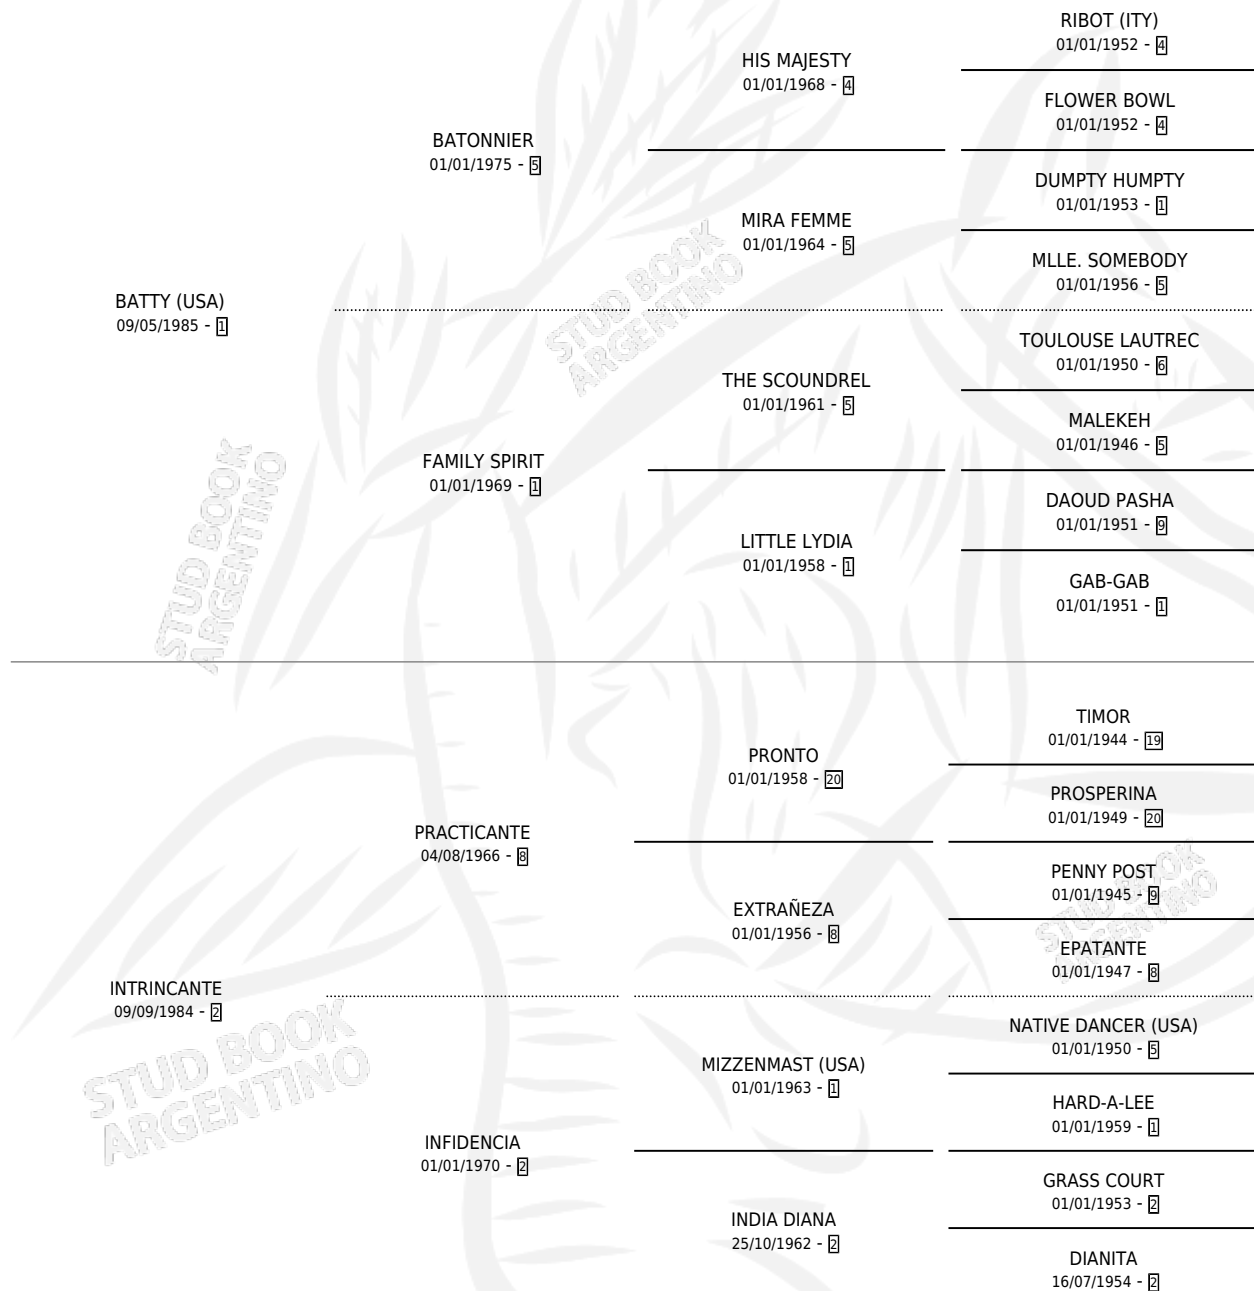 BATTY (USA)
09/05/1985 - 1
BATONNIER
01/01/1975 - 5
HIS MAJESTY
01/01/1968 - 4
RIBOT (ITY)
01/01/1952 - 4
FLOWER BOWL
01/01/1952 - 4
MIRA FEMME
01/01/1964 - 5
DUMPTY HUMPTY
01/01/1953 - 1
MLLE. SOMEBODY
01/01/1956 - 5
FAMILY SPIRIT
01/01/1969 - 1
THE SCOUNDREL
01/01/1961 - 5
TOULOUSE LAUTREC
01/01/1950 - 6
MALEKEH
01/01/1946 - 5
LITTLE LYDIA
01/01/1958 - 1
DAOUD PASHA
01/01/1951 - 9
GAB-GAB
01/01/1951 - 1
INTRINCANTE
09/09/1984 - 2
PRACTICANTE
04/08/1966 - 8
PRONTO
01/01/1958 - 20
TIMOR
01/01/1944 - 19
PROSPERINA
01/01/1949 - 20
EXTRAÑEZA
01/01/1956 - 8
PENNY POST
01/01/1945 - 9
EPATANTE
01/01/1947 - 8
INFIDENCIA
01/01/1970 - 2
MIZZENMAST (USA)
01/01/1963 - 1
NATIVE DANCER (USA)
01/01/1950 - 5
HARD-A-LEE
01/01/1959 - 1
INDIA DIANA
25/10/1962 - 2
GRASS COURT
01/01/1953 - 2
DIANITA
16/07/1954 - 2
STUD BOOK
ARGENTINO
STUD BOOK
ARGENTINO
STUD BOOK
ARGENTINO
STUD BOOK
ARGENTINO